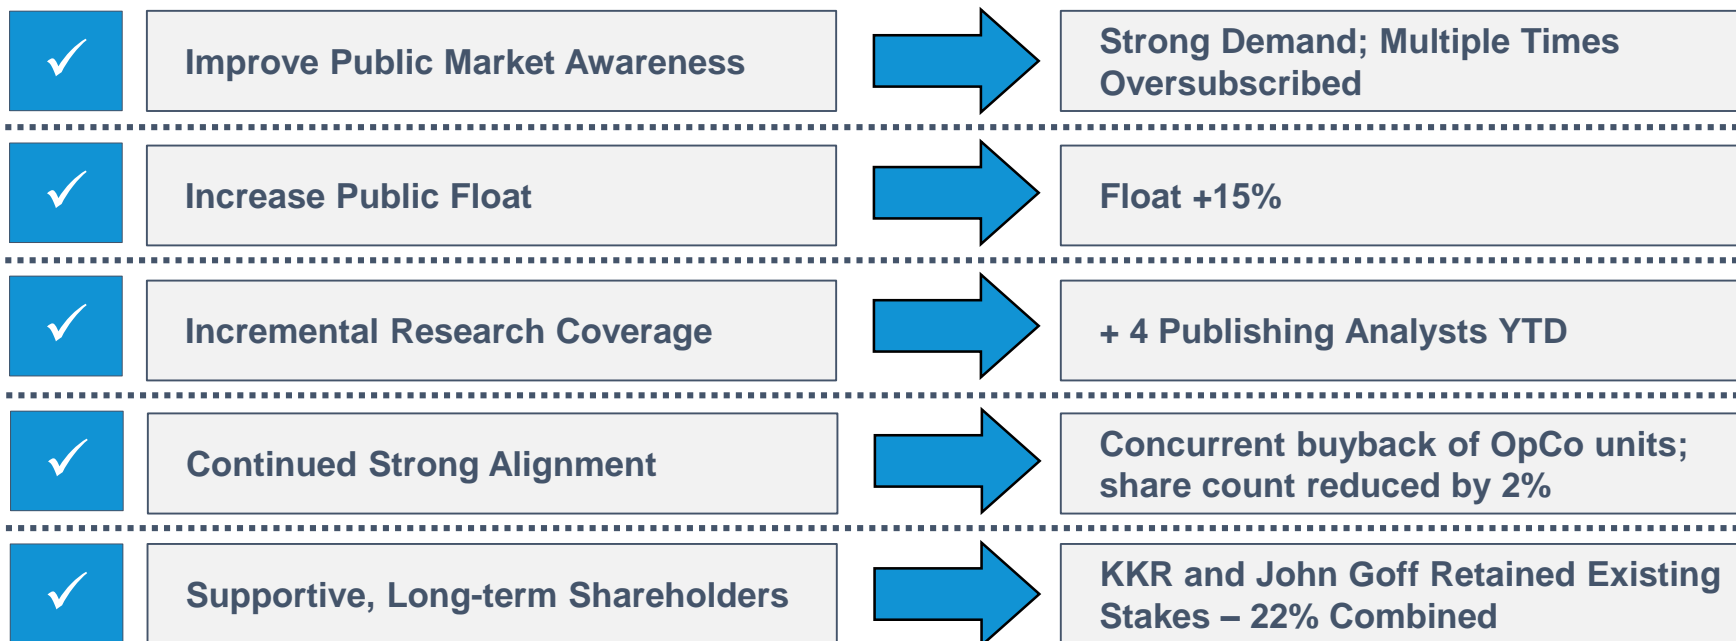 Improve Public Market Awareness
Strong Demand; Multiple Times
Oversubscribed
Increase Public Float
Float +15%
Incremental Research Coverage
+ 4 Publishing Analysts YTD
Continued Strong Alignment
Concurrent buyback of OpCo units;
share count reduced by 2%
Supportive, Long-term Shareholders
KKR and John Goff Retained Existing
Stakes – 22% Combined